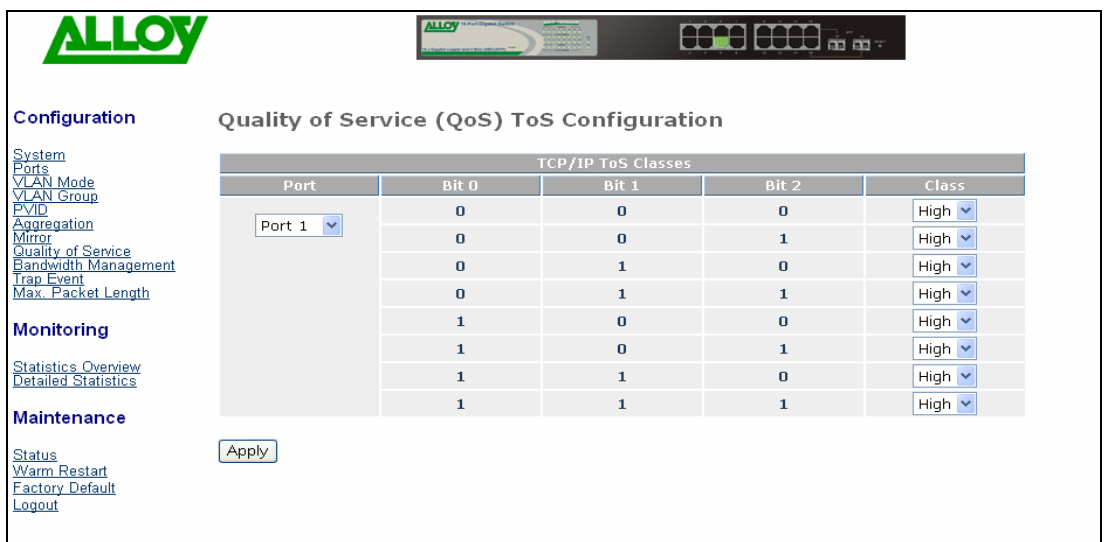 ALLOY
ALLOY
Configuration
System
Ports
VLAN Mode
VLAN Group
PVID
Aggregation
Mirror
Quality of Service
Bandwidth Management
Trap Event
Max. Packet Length
Monitoring
Statistics Overview
Detailed Statistics
Maintenance
Status
Warm Restart
Factory Default
Logout
Quality of Service (QoS) ToS Configuration
TCP/IP ToS Classes
Port Bit 0 Bit 1 Bit 2 Class
Port 1 0 0 0 High
0 0 1 High
0 1 0 High
0 1 1 High
1 0 0 High
1 0 1 High
1 1 0 High
1 1 1 High
Apply